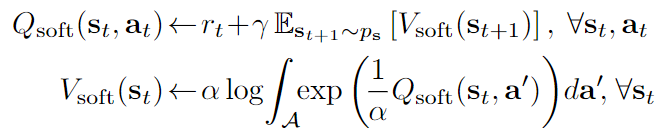 Q_soft(s_t, a_t) ← r_t + γ 𝔼_{s_{t+1}∼p_s} [V_soft(s_{t+1})] , ∀s_t, a_t
V_soft(s_t) ← α log ∫_𝒜 exp ( 1/α Q_soft(s_t, a′) ) da′, ∀s_t